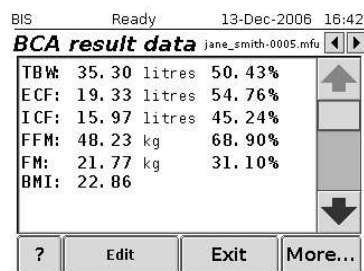 BIS Ready 13-Dec-2006 16:42
BCA result data jane_smith-0005.mfu
TBW: 35.30 litres 50.43%
ECF: 19.33 litres 54.76%
ICF: 15.97 litres 45.24%
FFM: 48.23 kg 68.90%
FM: 21.77 kg 31.10%
BMI: 22.86
? Edit Exit More...